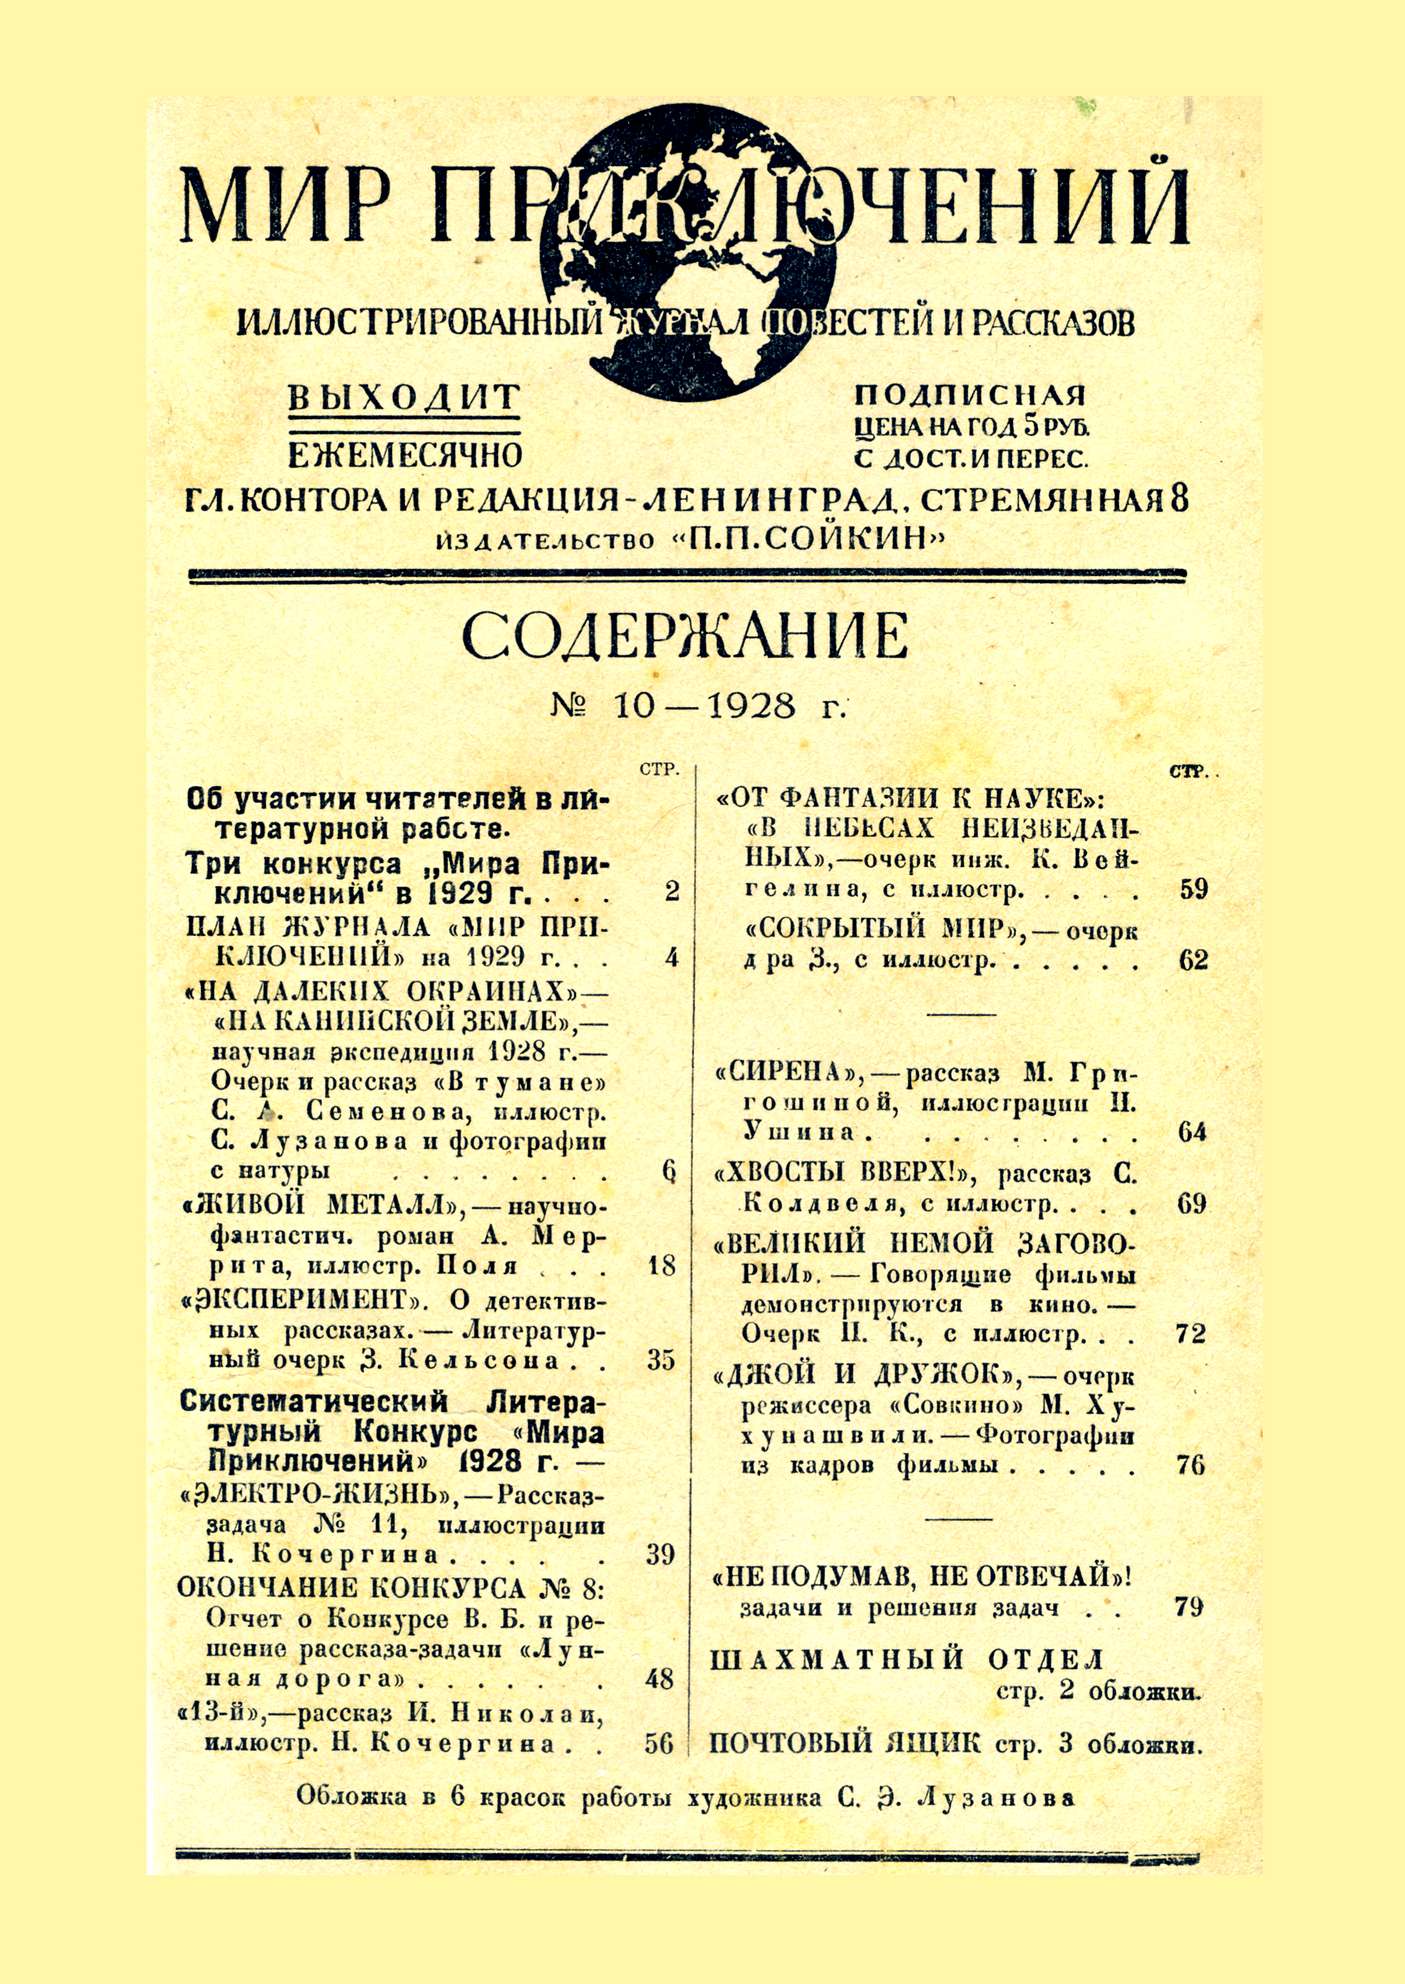 МИР ПРИКЛЮЧЕНИЙ
ИЛЛЮСТРИРОВАННЫЙ ЖУРНАЛ ПОВЕСТЕЙ И РАССКАЗОВ
ВЫХОДИТ
ЕЖЕМЕСЯЧНО
ПОДПИСНАЯ
ЦЕНА НА ГОД 5 РУБ.
С ДОСТ. И ПЕРЕС.
ГЛ. КОНТОРА И РЕДАКЦИЯ-ЛЕНИНГРАД, СТРЕМЯННАЯ 8
ИЗДАТЕЛЬСТВО «П.П.СОЙКИН»
СОДЕРЖАНИЕ
№ 10—1928 г.
СТР.
Об участии читателей в ли-
тературной работе.
Три конкурса „Мира При-
ключений“ в 1929 г. . . . 2
ПЛАН ЖУРНАЛА «МИР ПРИ-
КЛЮЧЕНИЙ» на 1929 г. . . 4
«НА ДАЛЕКИХ ОКРАИНАХ»—
«НА КАНИНСКОЙ ЗЕМЛЕ»,—
научная экспедиция 1928 г.—
Очерк и рассказ «В тумане»
С. А. Семенова, иллюстр.
С. Лузанова и фотографии
с натуры . . . . . . . . 6
«ЖИВОЙ МЕТАЛЛ»,—научно-
фантастич. роман А. Мер-
рита, иллюстр. Поля . . . 18
«ЭКСПЕРИМЕНТ». О детектив-
ных рассказах.—Литератур-
ный очерк З. Кельсона . . 35
Систематический Литера-
турный Конкурс «Мира
Приключений» 1928 г. —
«ЭЛЕКТРО-ЖИЗНЬ»,—Рассказ-
задача № 11, иллюстрации
Н. Кочергина . . . . . 39
ОКОНЧАНИЕ КОНКУРСА № 8:
Отчет о Конкурсе В. Б. и ре-
шение рассказа-задачи «Лун-
ная дорога» . . . . . . 48
«13-й»,—рассказ И. Николаи,
иллюстр. Н. Кочергина . . 56
СТР.
«ОТ ФАНТАЗИИ К НАУКЕ»:
«В НЕБЕСАХ НЕИЗВЕДАН-
НЫХ»,—очерк инж. К. Вей-
гелина, с иллюстр. . . . . 59
«СОКРЫТЫЙ МИР»,—очерк
д ра З., с иллюстр. . . . . . 62
«СИРЕНА»,—рассказ М. Гри-
гошиной, иллюстрации Н.
Ушина . . . . . . . . . 64
«ХВОСТЫ ВВЕРХ!», рассказ С.
Колдвеля, с иллюстр. . . . 69
«ВЕЛИКИЙ НЕМОЙ ЗАГОВО-
РИЛ». — Говорящие фильмы
демонстрируются в кино. —
Очерк Н. К., с иллюстр. . . 72
«ДЖОЙ И ДРУЖОК»,—очерк
режиссера «Совкино» М. Ху-
хунашвили.—Фотографии
из кадров фильмы . . . . . 76
«НЕ ПОДУМАВ, НЕ ОТВЕЧАЙ»!
задачи и решения задач . . 79
ШАХМАТНЫЙ ОТДЕЛ
стр. 2 обложки.
ПОЧТОВЫЙ ЯЩИК стр. 3 обложки.
Обложка в 6 красок работы художника С. Э. Лузанова